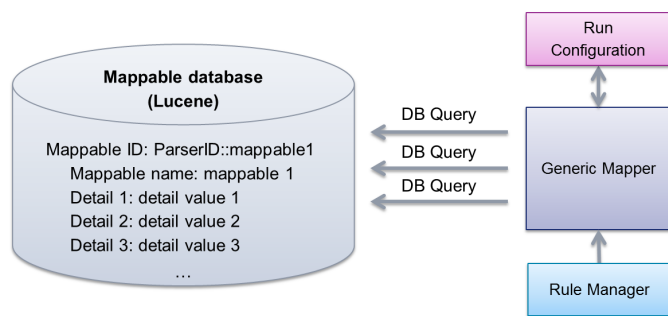 Run
Configuration
Mappable database
(Lucene)
DB Query
Mappable ID: ParserID::mappable1
DB Query
Generic Mapper
Mappable name: mappable 1
DB Query
Detail 1: detail value 1
Detail 2: detail value 2
Detail 3: detail value 3
…
Rule Manager